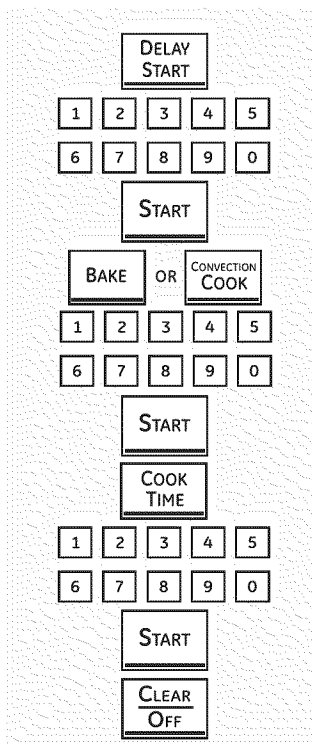 DELAY
START
1 2 3 4 5
6 7 8 9 0
START
BAKE OR CONVECTION COOK
1 2 3 4 5
6 7 8 9 0
START
COOK
TIME
1 2 3 4 5
6 7 8 9 0
START
CLEAR
OFF